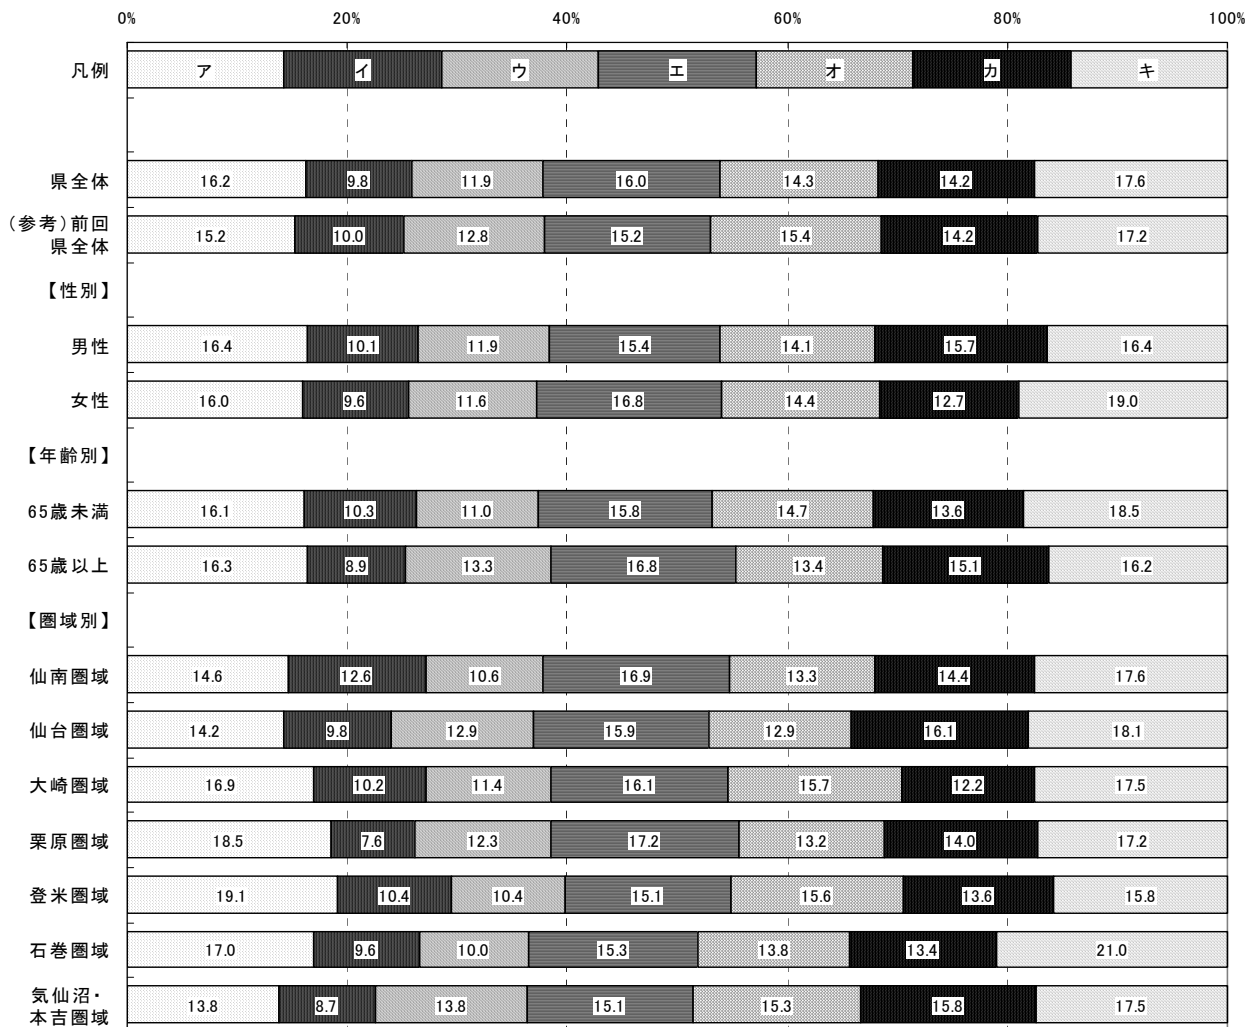 0% 20% 40% 60% 80% 100%
凡例 ア イ ウ エ オ カ キ
県全体 16.2 9.8 11.9 16.0 14.3 14.2 17.6
(参考)前回
県全体 15.2 10.0 12.8 15.2 15.4 14.2 17.2
【性別】
男性 16.4 10.1 11.9 15.4 14.1 15.7 16.4
女性 16.0 9.6 11.6 16.8 14.4 12.7 19.0
【年齢別】
65歳未満 16.1 10.3 11.0 15.8 14.7 13.6 18.5
65歳以上 16.3 8.9 13.3 16.8 13.4 15.1 16.2
【圏域別】
仙南圏域 14.6 12.6 10.6 16.9 13.3 14.4 17.6
仙台圏域 14.2 9.8 12.9 15.9 12.9 16.1 18.1
大崎圏域 16.9 10.2 11.4 16.1 15.7 12.2 17.5
栗原圏域 18.5 7.6 12.3 17.2 13.2 14.0 17.2
登米圏域 19.1 10.4 10.4 15.1 15.6 13.6 15.8
石巻圏域 17.0 9.6 10.0 15.3 13.8 13.4 21.0
気仙沼・
本吉圏域 13.8 8.7 13.8 15.1 15.3 15.8 17.5